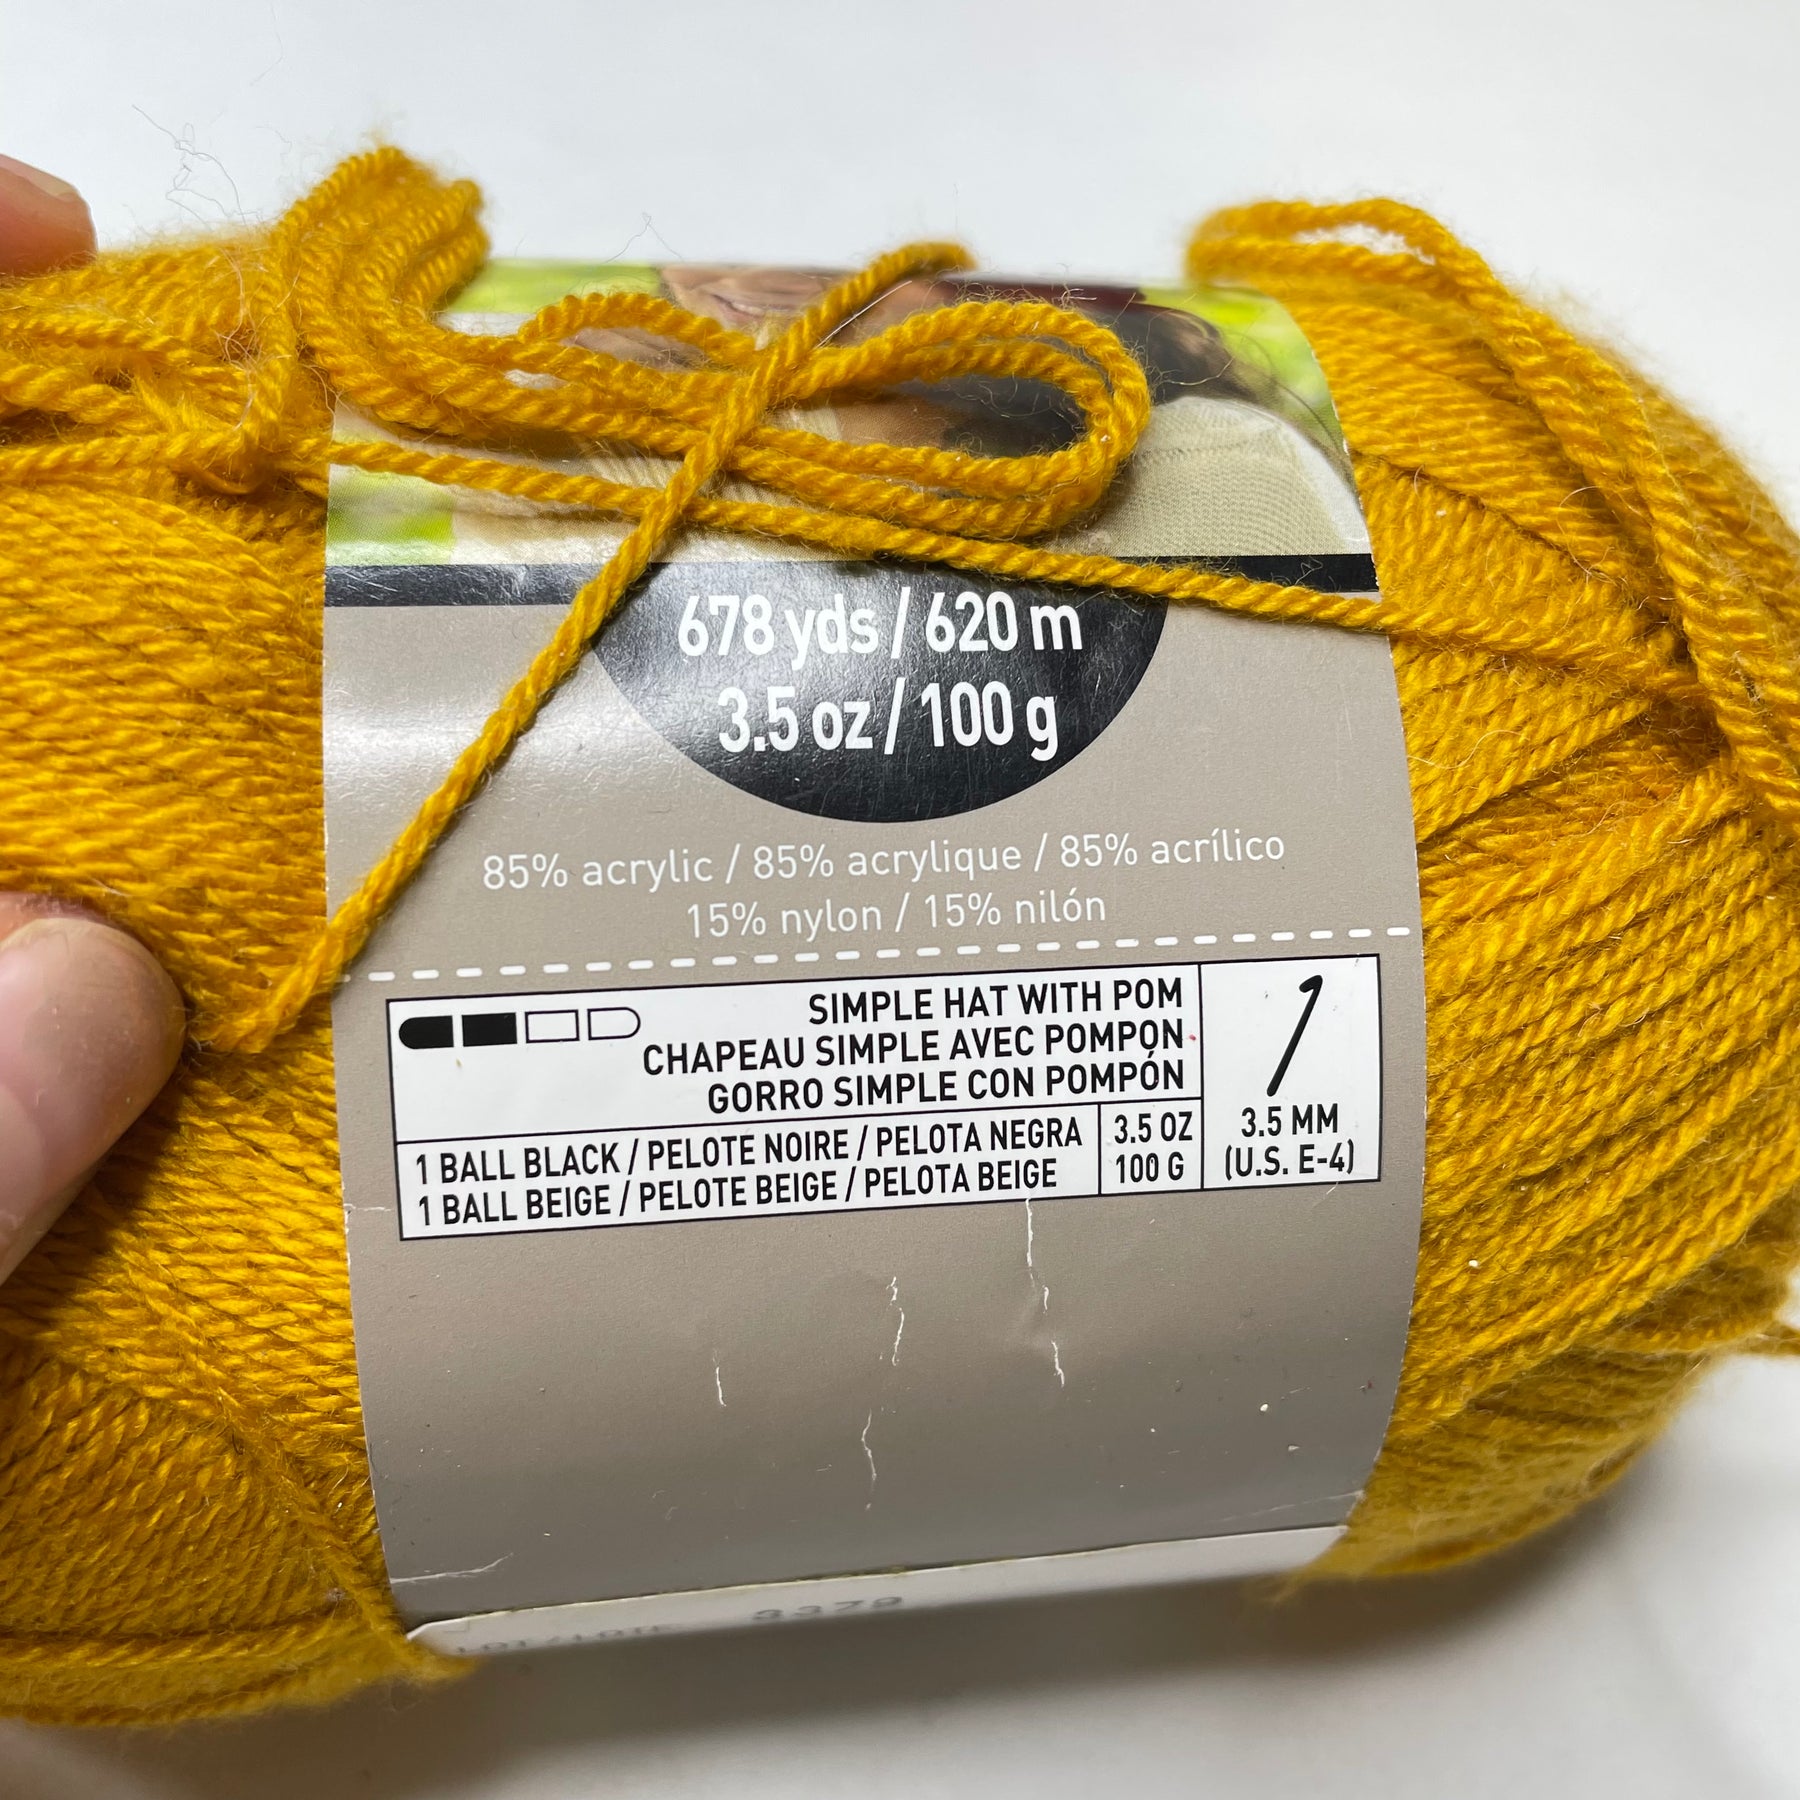 678 yds / 620 m
3.5 oz / 100 g
85% acrylic / 85% acrylique / 85% acrílico
15% nylon / 15% nilón
SIMPLE HAT WITH POM
CHAPEAU SIMPLE AVEC POMPON
GORRO SIMPLE CON POMPÓN
1 BALL BLACK / PELOTE NOIRE / PELOTA NEGRA
1 BALL BEIGE / PELOTE BEIGE / PELOTA BEIGE
3.5 OZ
100 G
3.5 MM
(U.S. E-4)